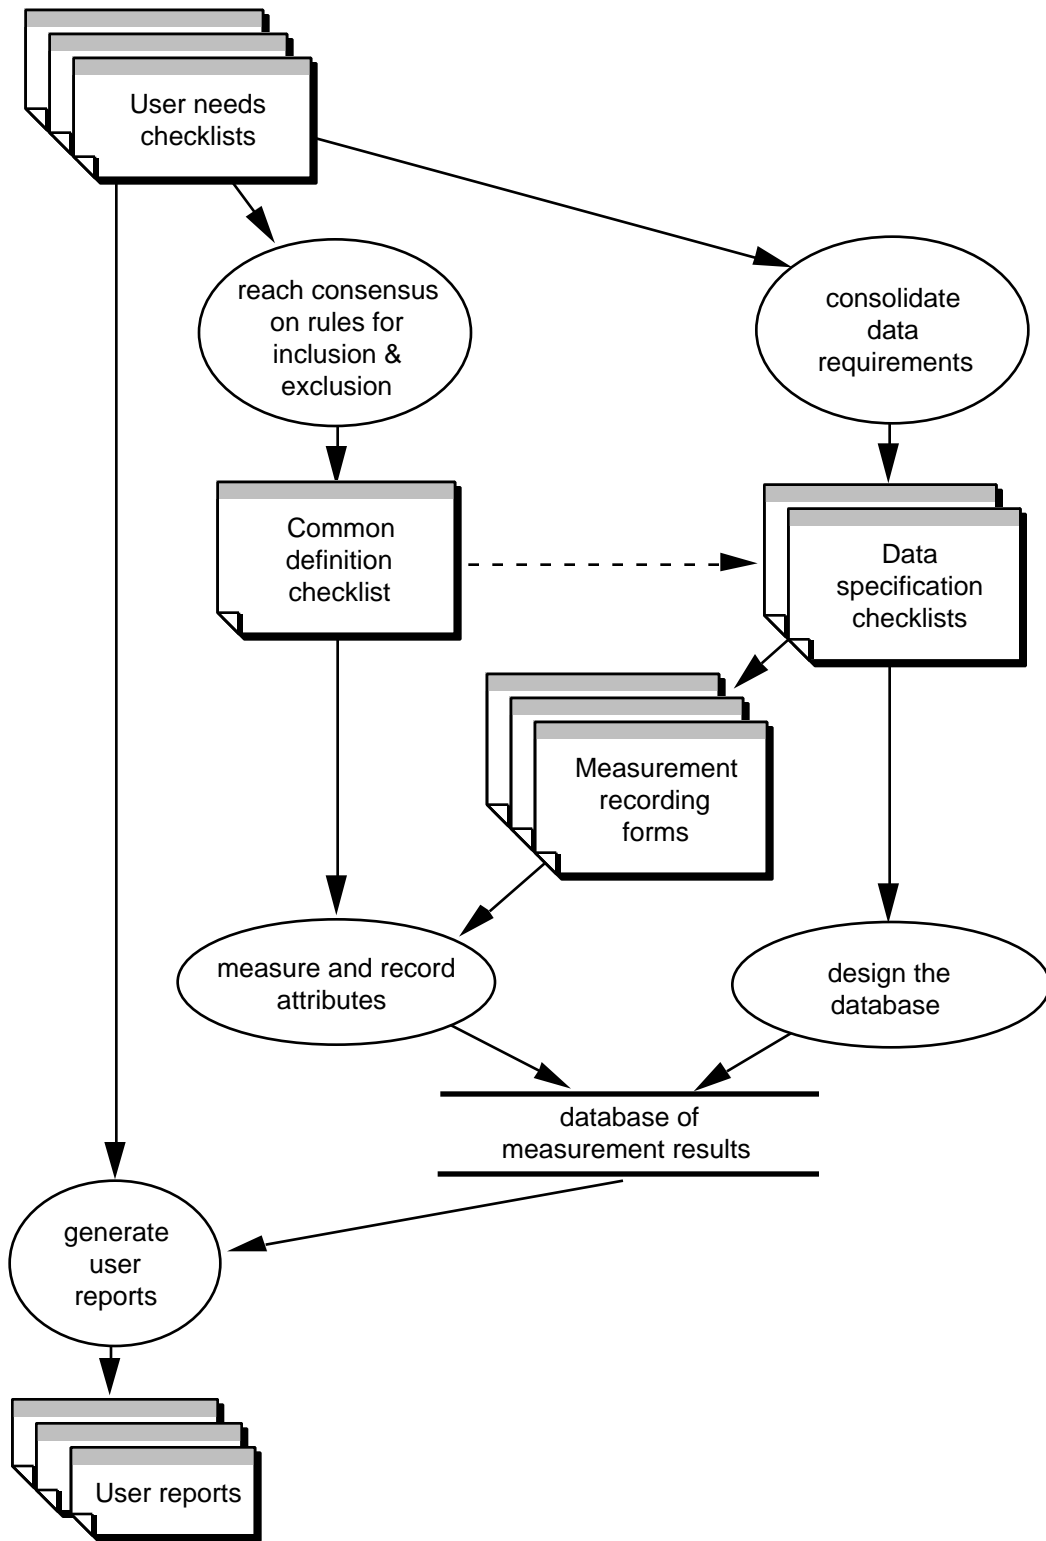 User needs
checklists
reach consensus
on rules for
inclusion &
exclusion
consolidate
data
requirements
Common
definition
checklist
Data
specification
checklists
Measurement
recording
forms
measure and record
attributes
design the
database
database of
measurement results
generate
user
reports
User reports